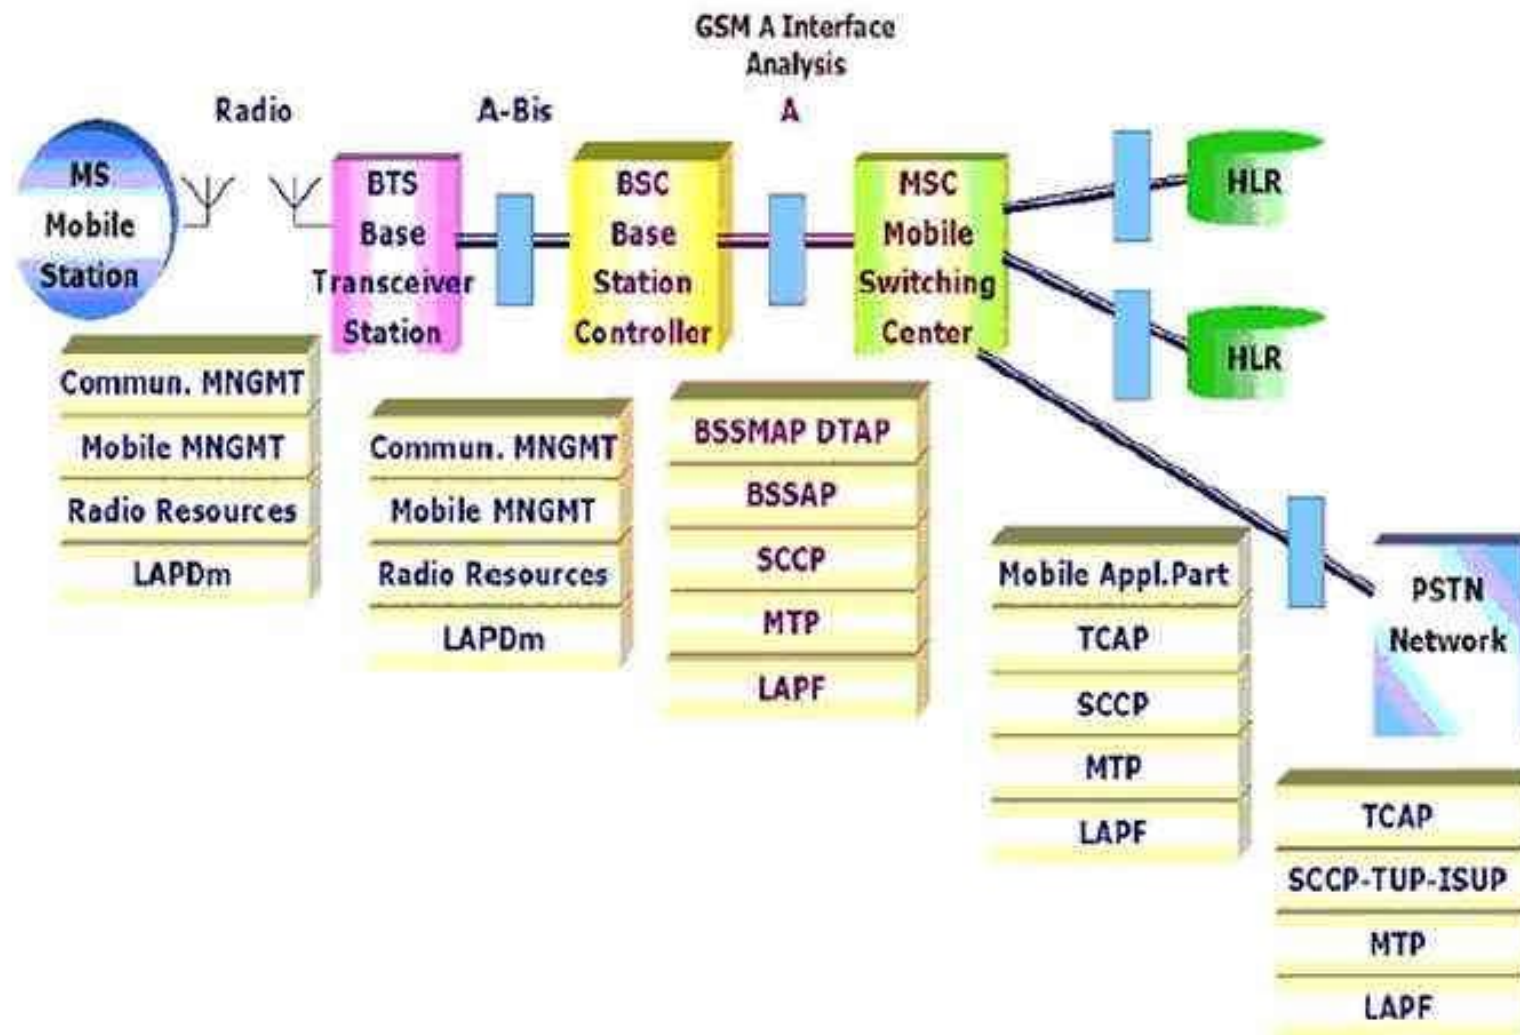 GSM A Interface
Analysis
Radio
A-Bis
A
MS
Mobile
Station
BTS
Base
Transceiver
Station
BSC
Base
Station
Controller
MSC
Mobile
Switching
Center
HLR
HLR
PSTN
Network
Commun. MNGMT
Mobile MNGMT
Radio Resources
LAPDm
Commun. MNGMT
Mobile MNGMT
Radio Resources
LAPDm
BSSMAP DTAP
BSSAP
SCCP
MTP
LAPF
Mobile Appl.Part
TCAP
SCCP
MTP
LAPF
TCAP
SCCP-TUP-ISUP
MTP
LAPF